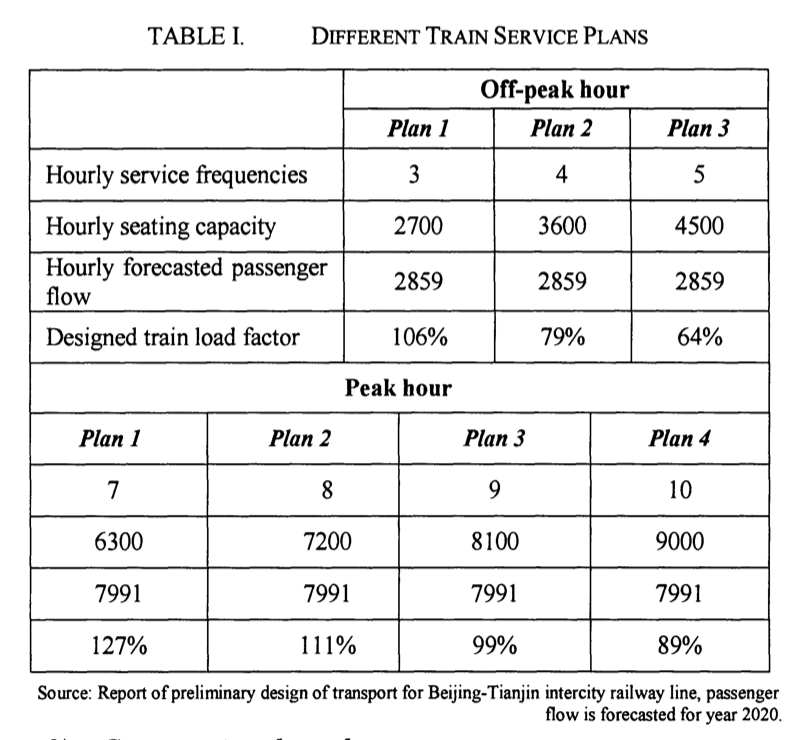 TABLE I. DIFFERENT TRAIN SERVICE PLANS
Off-peak hour
Plan 1 Plan 2 Plan 3
Hourly service frequencies 3 4 5
Hourly seating capacity 2700 3600 4500
Hourly forecasted passenger
flow 2859 2859 2859
Designed train load factor 106% 79% 64%
Peak hour
Plan 1 Plan 2 Plan 3 Plan 4
7 8 9 10
6300 7200 8100 9000
7991 7991 7991 7991
127% 111% 99% 89%
Source: Report of preliminary design of transport for Beijing-Tianjin intercity railway line, passenger
flow is forecasted for year 2020.